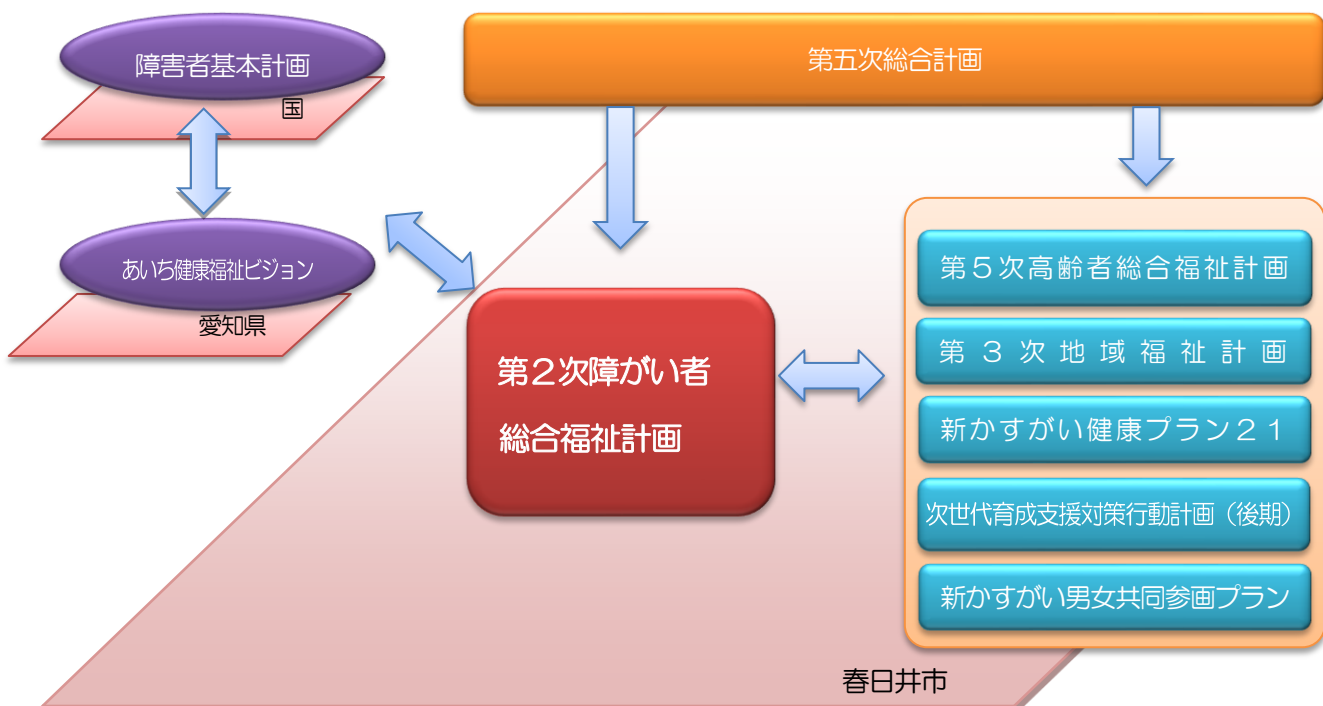 障害者基本計画
国
第五次総合計画
あいち健康福祉ビジョン
愛知県
第２次障がい者
総合福祉計画
第５次高齢者総合福祉計画
第３次地域福祉計画
新かすがい健康プラン２１
次世代育成支援対策行動計画（後期）
新かすがい男女共同参画プラン
春日井市